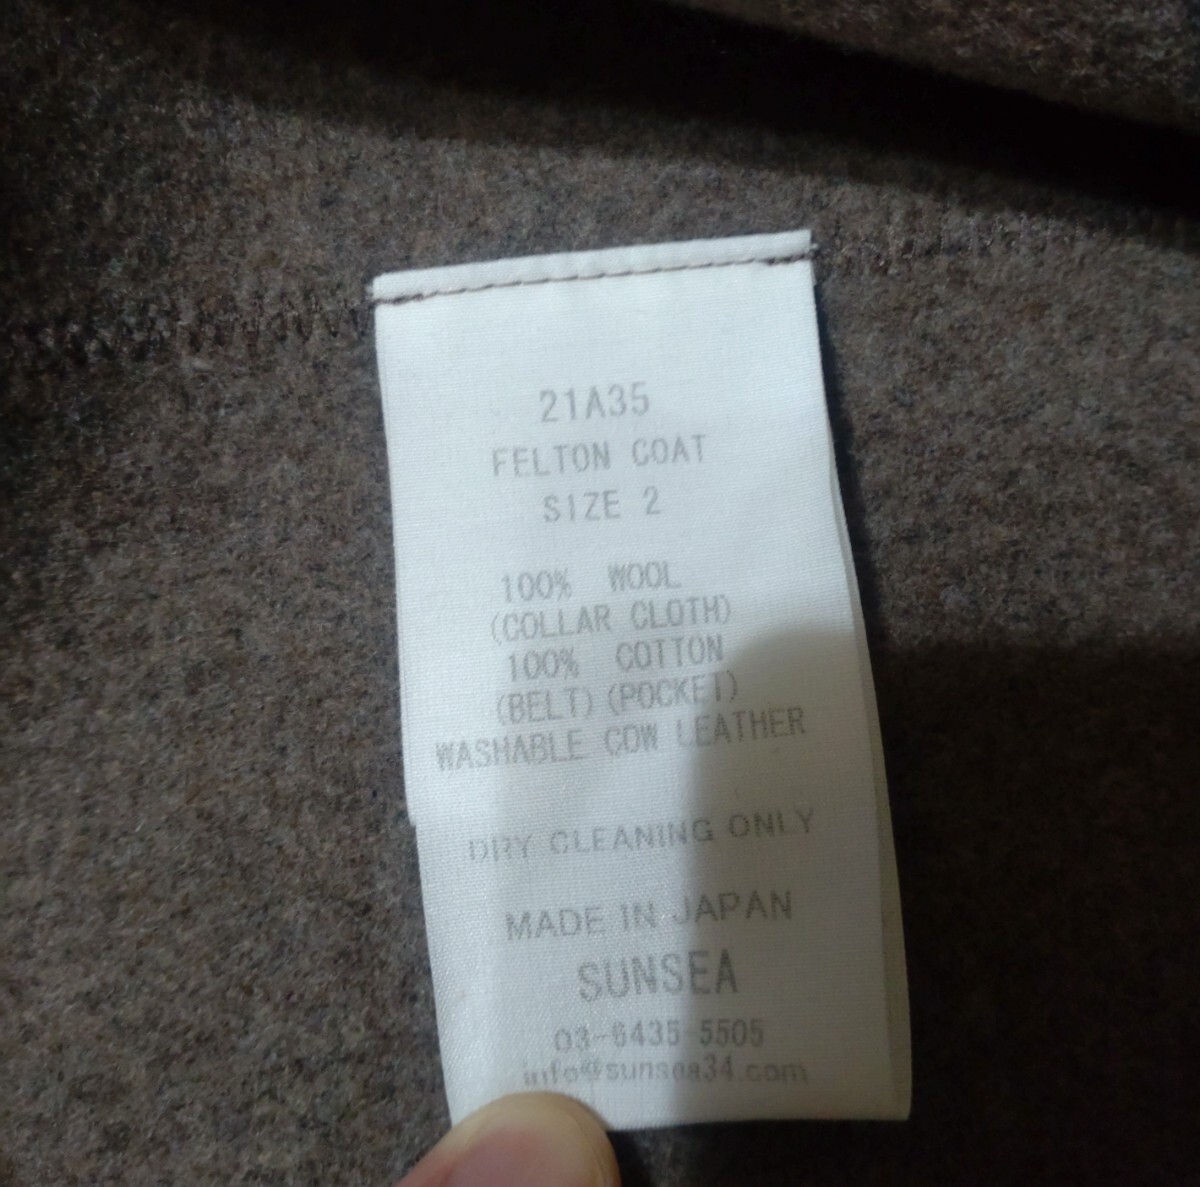 21A35
FELTON COAT
SIZE 2
100% WOOL
(COLLAR CLOTH)
100% COTTON
(BELT) (POCKET)
WASHABLE COW LEATHER
DRY CLEANING ONLY
MADE IN JAPAN
SUNSEA
03-6435-5505
info@sunsea34.com